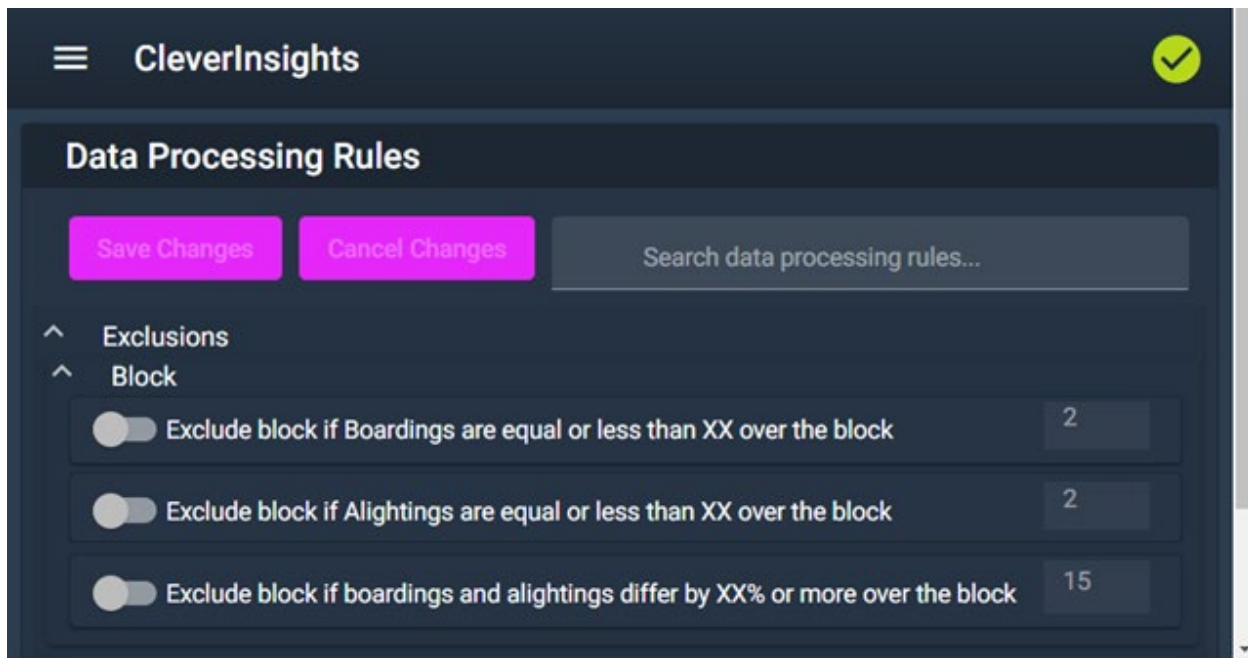 CleverInsights
Data Processing Rules
Save Changes
Cancel Changes
Search data processing rules...
Exclusions
Block
Exclude block if Boardings are equal or less than XX over the block
2
Exclude block if Alightings are equal or less than XX over the block
2
Exclude block if boardings and alightings differ by XX% or more over the block
15